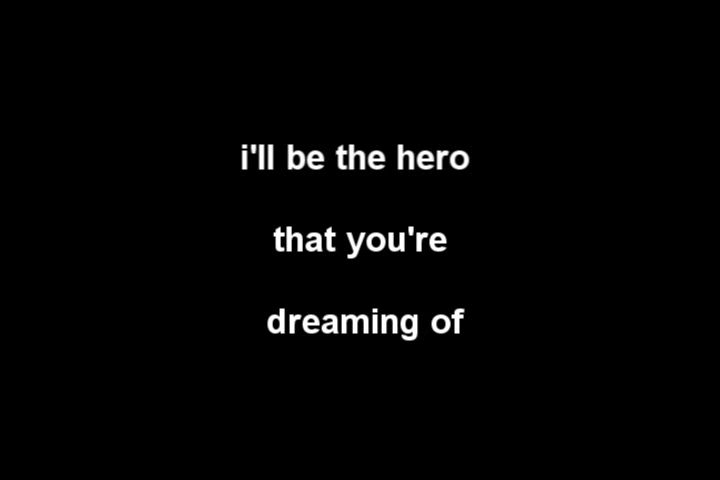 i'll be the hero
that you're
dreaming of